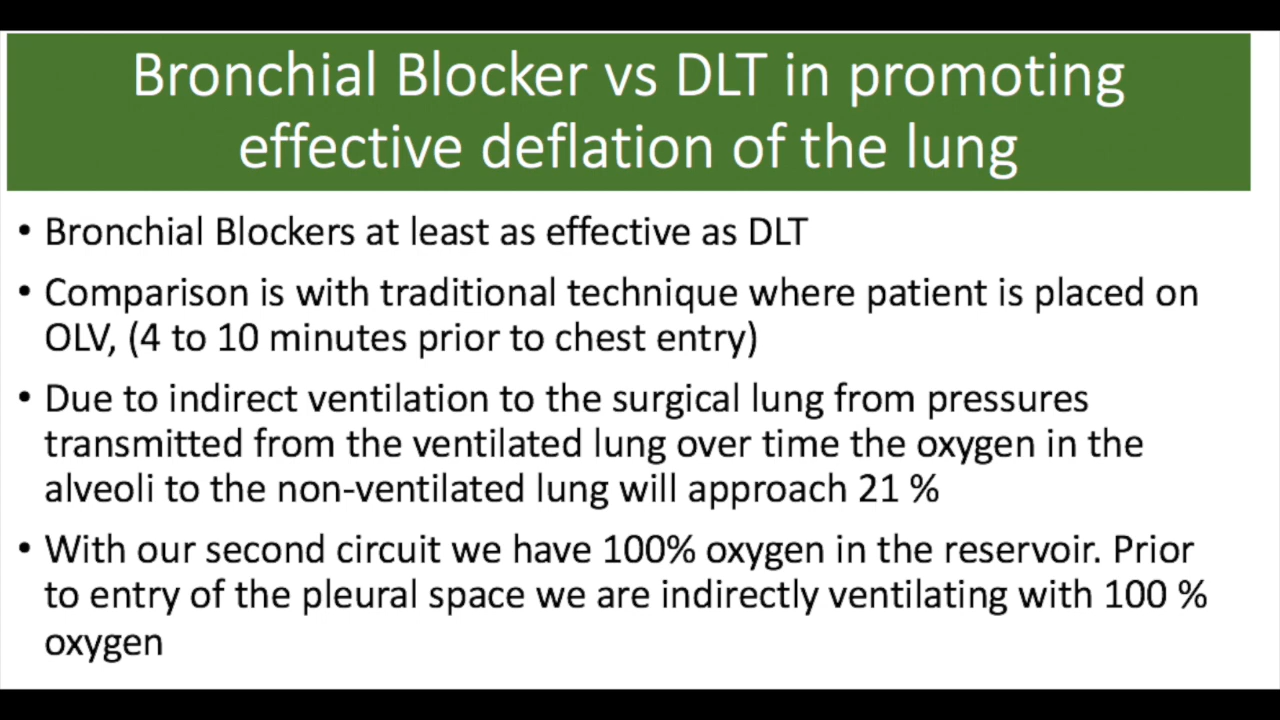 Bronchial Blocker vs DLT in promoting
effective deflation of the lung
• Bronchial Blockers at least as effective as DLT
• Comparison is with traditional technique where patient is placed on
OLV, (4 to 10 minutes prior to chest entry)
• Due to indirect ventilation to the surgical lung from pressures
transmitted from the ventilated lung over time the oxygen in the
alveoli to the non-ventilated lung will approach 21 %
• With our second circuit we have 100% oxygen in the reservoir. Prior
to entry of the pleural space we are indirectly ventilating with 100 %
oxygen